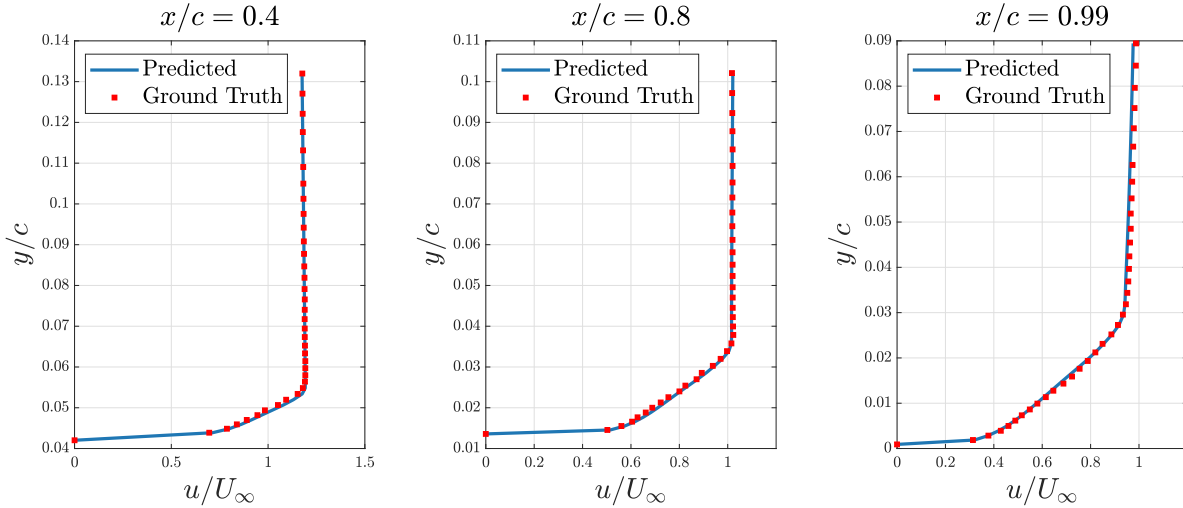 x/c = 0.4
0.14
0.13
0.12
0.11
0.1
0.09
0.08
0.07
0.06
0.05
0.04
y/c
Predicted
Ground Truth
0 0.5 1 1.5
u/U∞
x/c = 0.8
0.11
0.1
0.09
0.08
0.07
0.06
0.05
0.04
0.03
0.02
0.01
y/c
Predicted
Ground Truth
0 0.2 0.4 0.6 0.8 1
u/U∞
x/c = 0.99
0.09
0.08
0.07
0.06
0.05
0.04
0.03
0.02
0.01
0
y/c
Predicted
Ground Truth
0 0.2 0.4 0.6 0.8 1
u/U∞